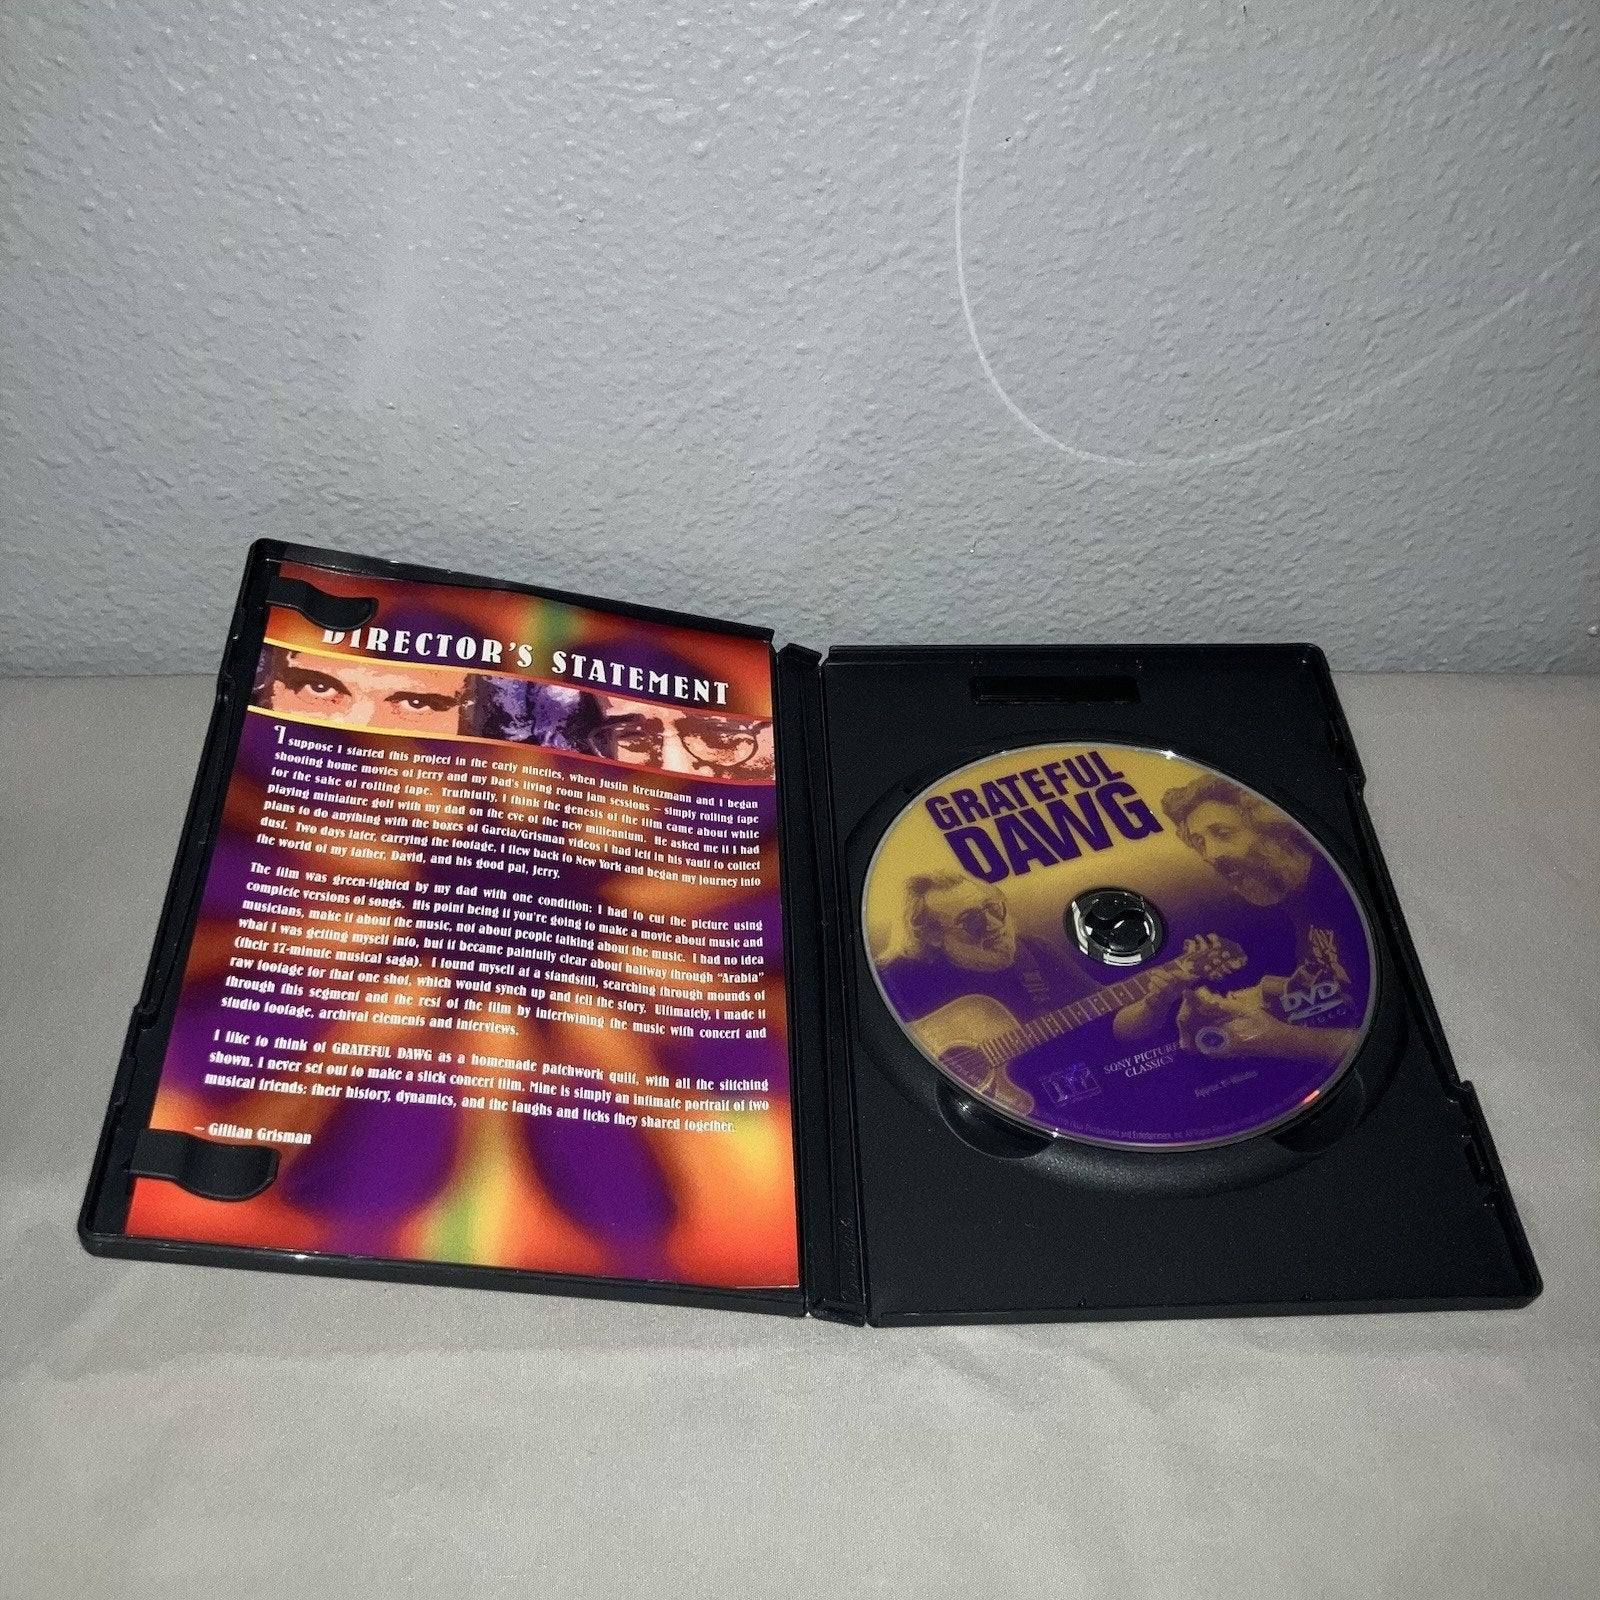 DIRECTOR'S STATEMENT
I suppose I started this project in the early nineties, when Justin Kreutzmann and I began
shooting home movies of Jerry and my Dad's living room jam sessions – simply rolling tape
for the sake of rolling tape. Truthfully, I think the genesis of the film came about while
playing miniature golf with my dad on the eve of the new millennium. He asked me if I had
plans to do anything with the boxes of Garcia/Grisman videos I had left in his vault to collect
dust. Two days later, carrying the footage, I flew back to New York and began my journey into
the world of my father, David, and his good pal, Jerry.
The film was green-lighted by my dad with one condition: I had to cut the picture using
complete versions of songs. His point being if you're going to make a movie about music and
musicians, make it about the music, not about people talking about the music. I had no idea
what I was getting myself into, but it became painfully clear about halfway through "Arabia"
(their 17-minute musical saga). I found myself at a standstill, searching through mounds of
raw footage for that one shot, which would synch up and tell the story. Ultimately, I made it
through this segment and the rest of the film by intertwining the music with concert and
studio footage, archival elements and interviews.
I like to think of GRATEFUL DAWG as a homemade patchwork quilt, with all the stitching
shown. I never set out to make a slick concert film. Mine is simply an intimate portrait of two
musical friends: their history, dynamics, and the laughs and licks they shared together.
– Gillian Grisman
GRATEFUL
DAWG
DVD
VIDEO
SONY PICTURES
CLASSICS